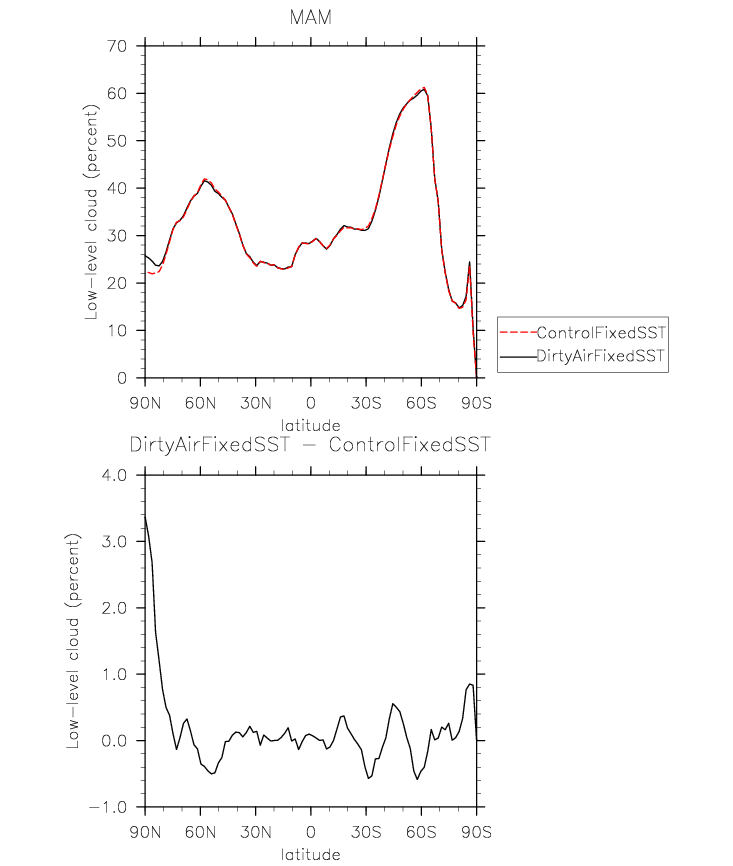 MAM
70
60
50
40
30
20
10
0
Low-level cloud (percent)
90N 60N 30N 0 30S 60S 90S
latitude
ControlFixedSST
DirtyAirFixedSST
DirtyAirFixedSST - ControlFixedSST
4.0
3.0
2.0
1.0
0.0
-1.0
Low-level cloud (percent)
90N 60N 30N 0 30S 60S 90S
latitude